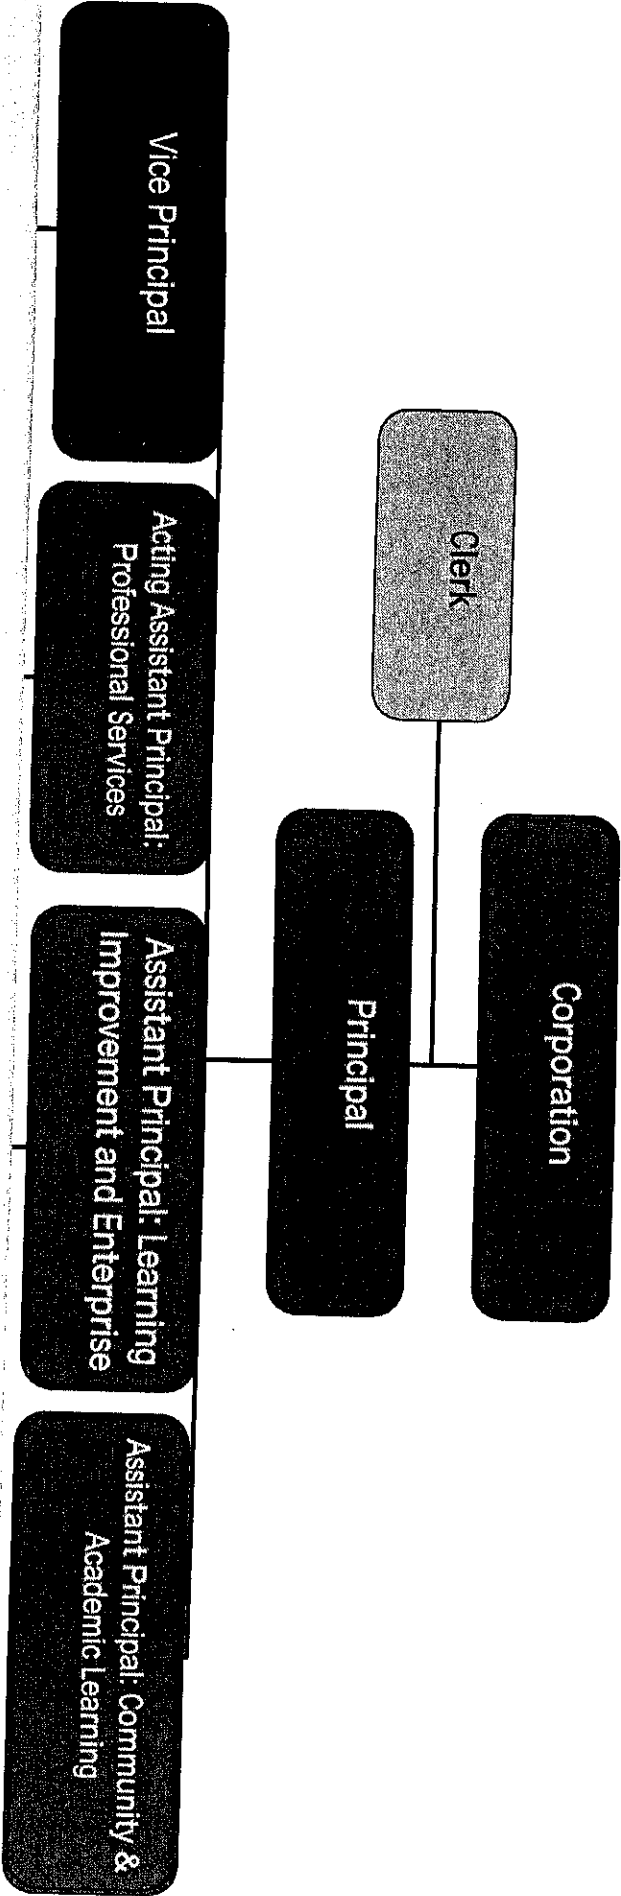 Corporation
Clerk
Principal
Vice Principal
Acting Assistant Principal:
Professional Services
Assistant Principal: Learning
Improvement and Enterprise
Assistant Principal: Community &
Academic Learning